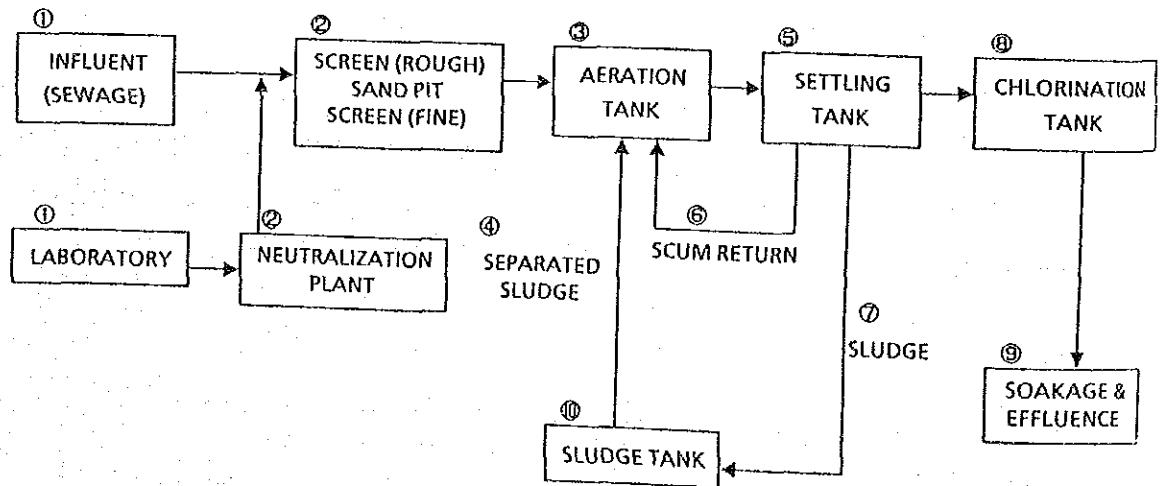 ①
INFLUENT
(SEWAGE)
②
SCREEN (ROUGH)
SAND PIT
SCREEN (FINE)
③
AERATION
TANK
⑤
SETTLING
TANK
⑧
CHLORINATION
TANK
①
LABORATORY
②
NEUTRALIZATION
PLANT
④
SEPARATED
SLUDGE
⑥
SCUM RETURN
⑦
SLUDGE
⑨
SOAKAGE &
EFFLUENCE
⑩
SLUDGE TANK